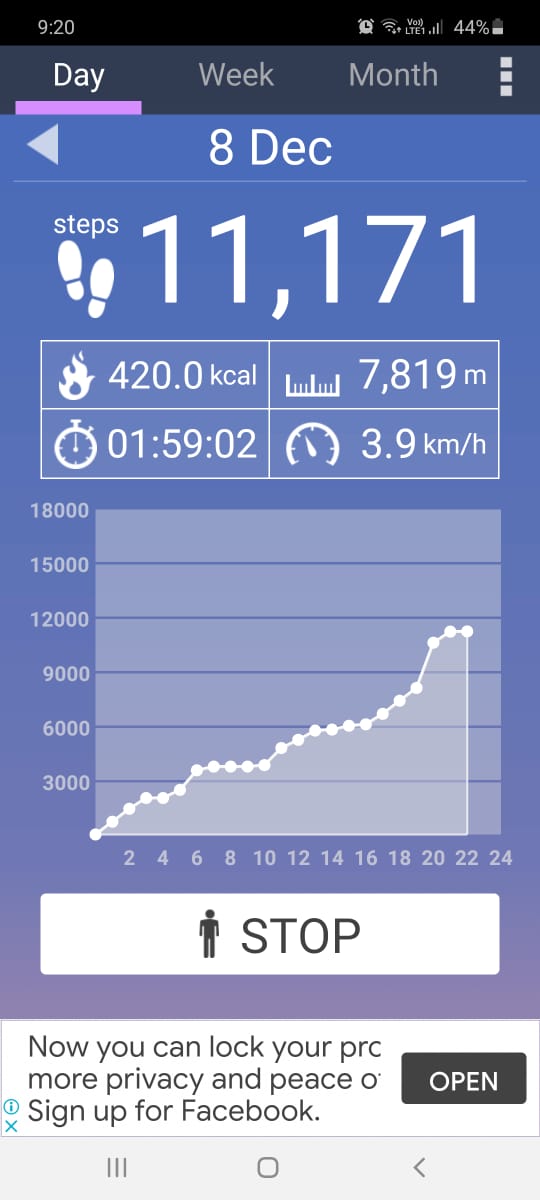 9:20 Vo)) LTE1 44%
Day Week Month
8 Dec
steps 11,171
420.0 kcal 7,819 m
01:59:02 3.9 km/h
18000
15000
12000
9000
6000
3000
2 4 6 8 10 12 14 16 18 20 22 24
STOP
Now you can lock your prc
more privacy and peace o
Sign up for Facebook.
OPEN